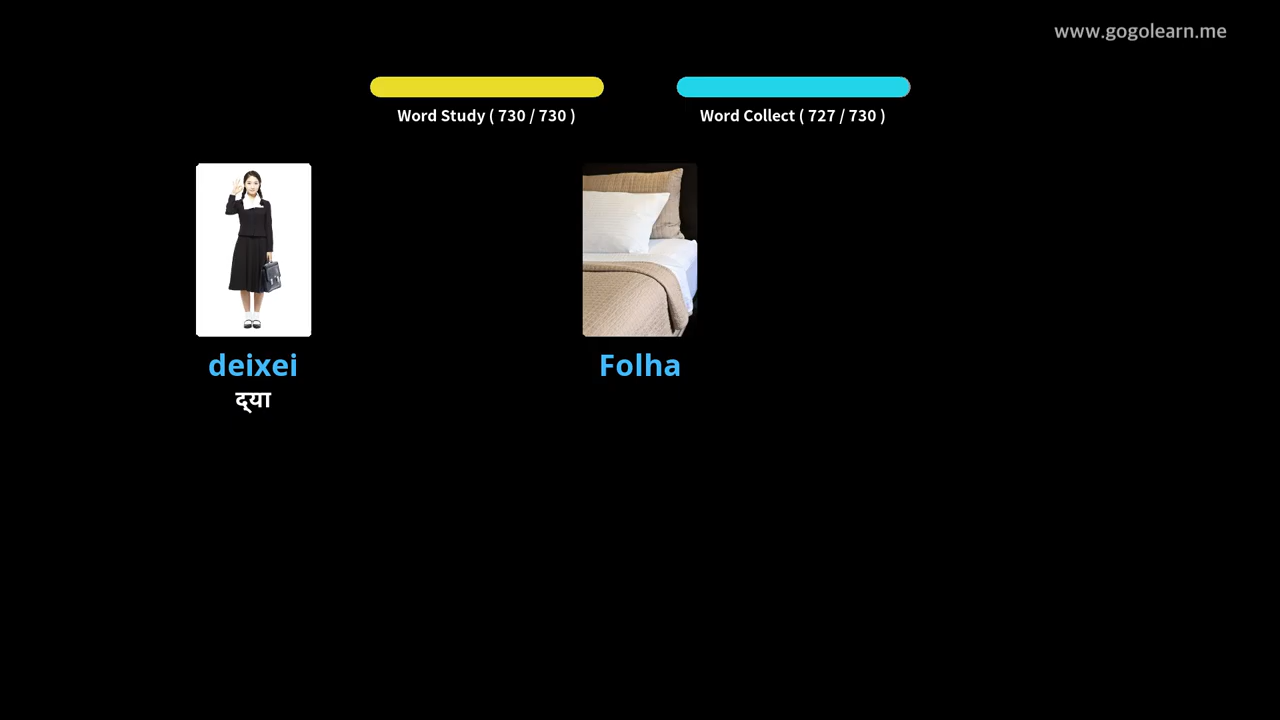 www.gogolearn.me
Word Study ( 730 / 730 )
Word Collect ( 727 / 730 )
deixei
Folha
द्या